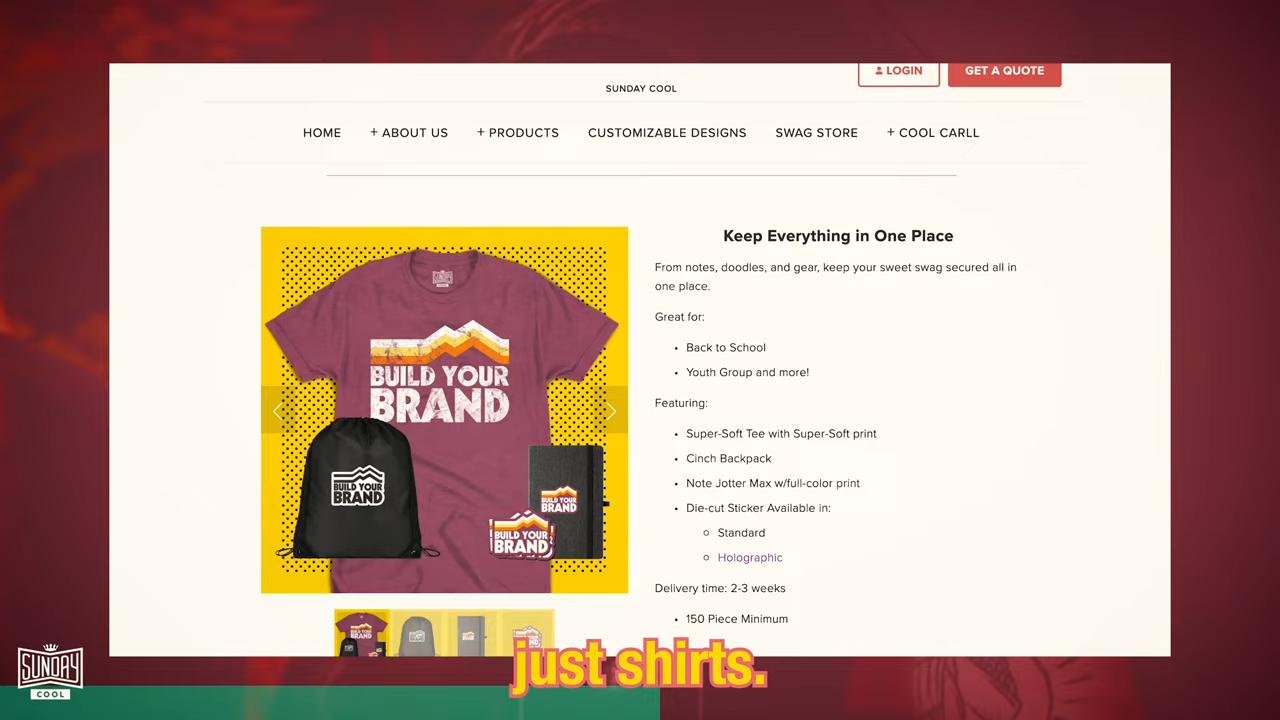 LOGIN
GET A QUOTE
SUNDAY COOL
HOME
+ ABOUT US
+ PRODUCTS
CUSTOMIZABLE DESIGNS
SWAG STORE
+ COOL CARLL
SUNDAY
COOL
BUILD YOUR
BRAND
BUILD YOUR
BRAND
BUILD YOUR
BRAND
BUILD YOUR
BRAND
Keep Everything in One Place
From notes, doodles, and gear, keep your sweet swag secured all in
one place.
Great for:
• Back to School
• Youth Group and more!
Featuring:
• Super-Soft Tee with Super-Soft print
• Cinch Backpack
• Note Jotter Max w/full-color print
• Die-cut Sticker Available in:
○ Standard
○ Holographic
Delivery time: 2-3 weeks
• 150 Piece Minimum
just shirts.
SUNDAY
COOL